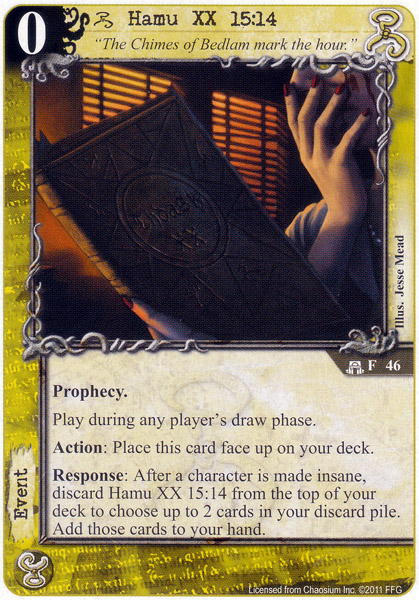 0
Hamu XX 15:14
"The Chimes of Bedlam mark the hour."
XX
Illus. Jesse Mead
F 46
Prophecy.
Play during any player's draw phase.
Action: Place this card face up on your deck.
Response: After a character is made insane,
discard Hamu XX 15:14 from the top of your
deck to choose up to 2 cards in your discard pile.
Add those cards to your hand.
Event
Licensed from Chaosium Inc. ©2011 FFG